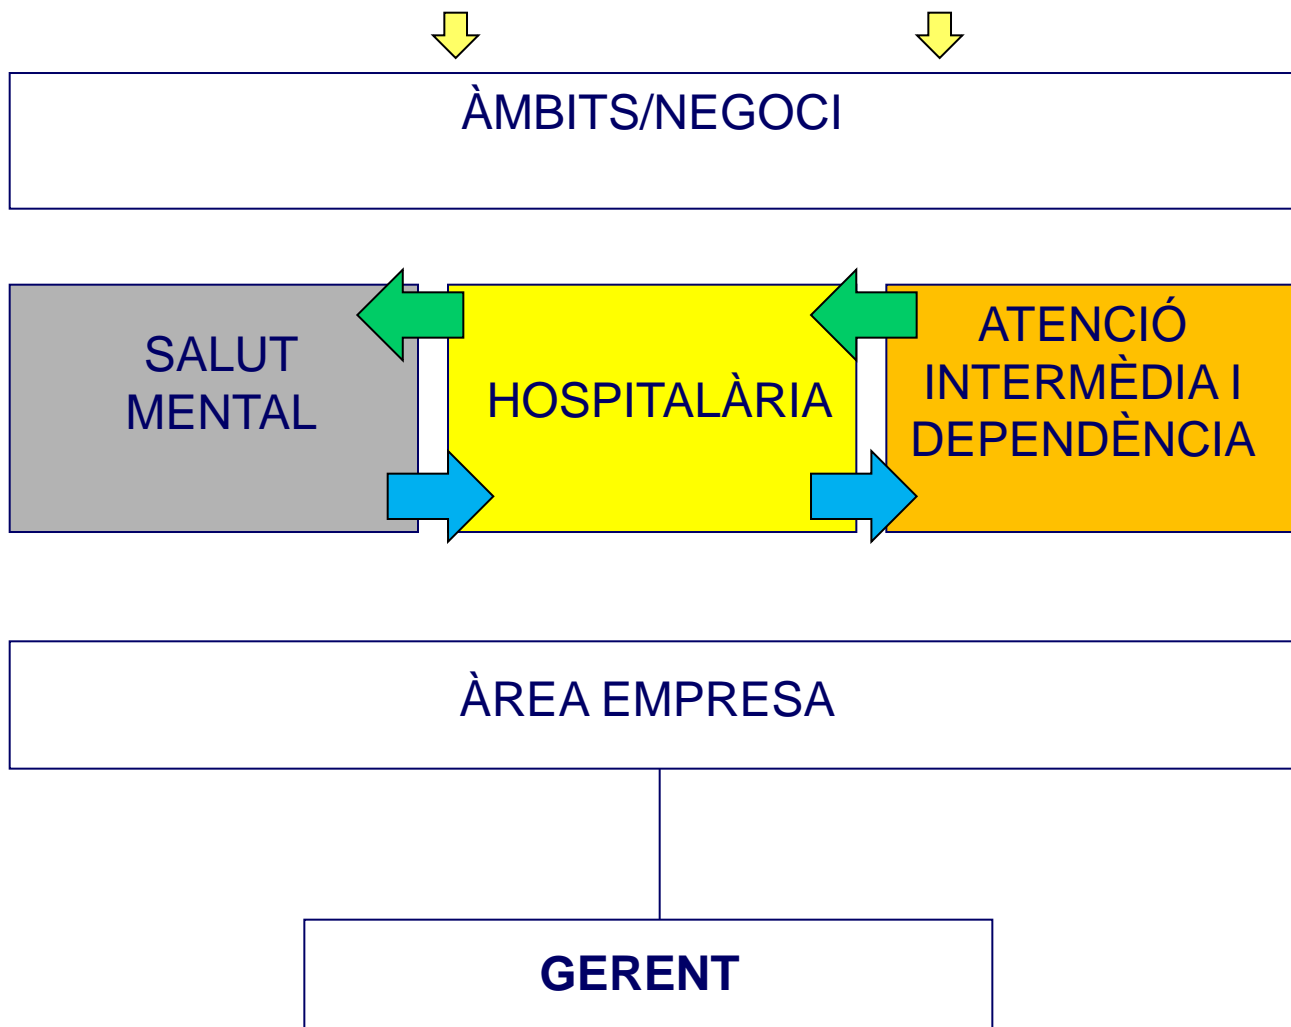 ÀMBITS/NEGOCI
SALUT
MENTAL
HOSPITALÀRIA
ATENCIÓ
INTERMÈDIA I
DEPENDÈNCIA
ÀREA EMPRESA
GERENT